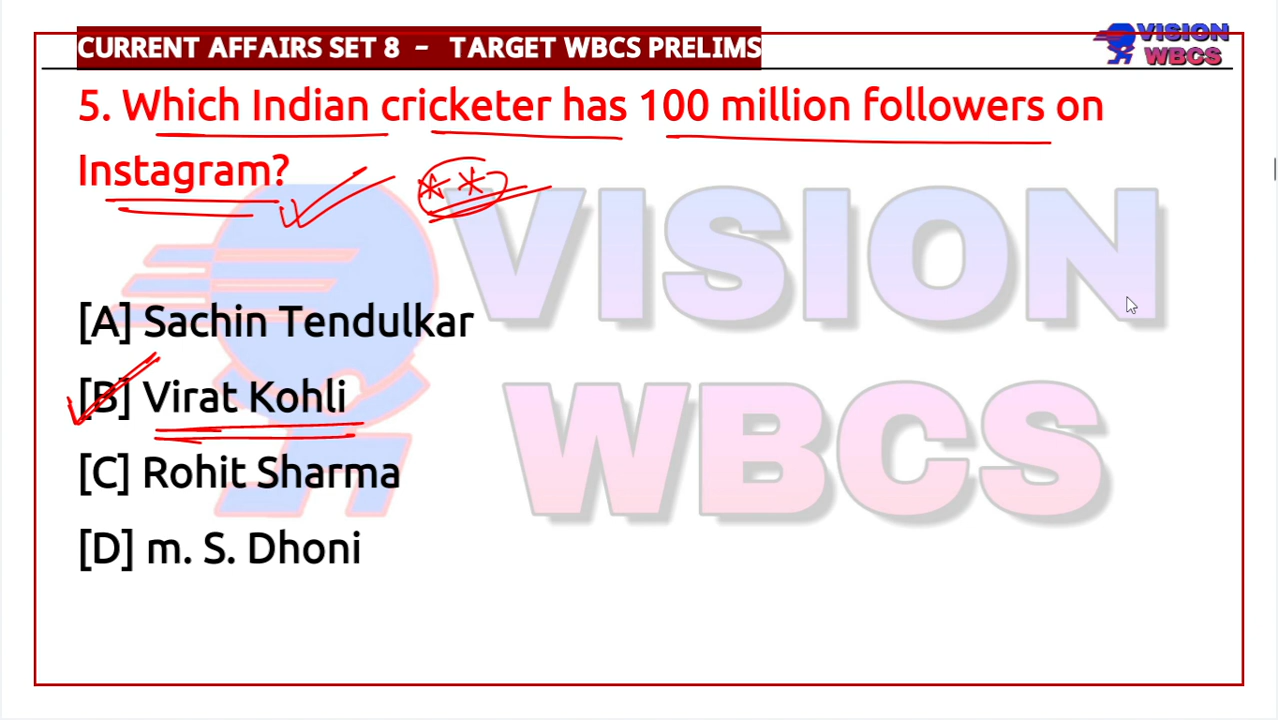 CURRENT AFFAIRS SET 8 – TARGET WBCS PRELIMS
VISION
WBCS
5. Which Indian cricketer has 100 million followers on
Instagram?
VISION
WBCS
[A] Sachin Tendulkar
[B] Virat Kohli
[C] Rohit Sharma
[D] m. S. Dhoni